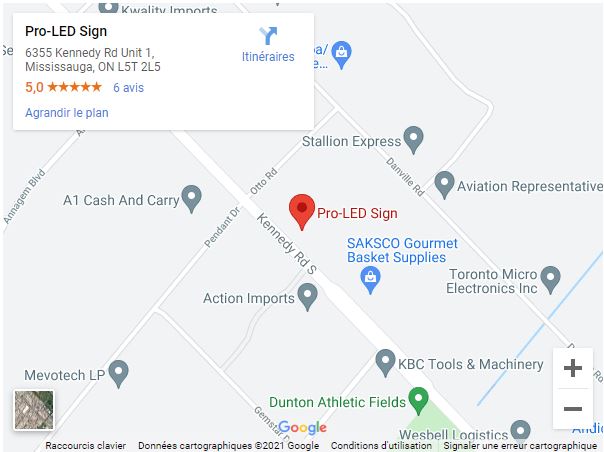 Kwality Imports
Pro-LED Sign
6355 Kennedy Rd Unit 1,
Mississauga, ON L5T 2L5
5,0
6 avis
Agrandir le plan
Itinéraires
Stallion Express
Danville Rd
Annagem Blvd
A1 Cash And Carry
Otto Rd
Pendant Dr
Aviation Representative
Pro-LED Sign
Kennedy Rd S
SAKSCO Gourmet
Basket Supplies
Toronto Micro
Electronics Inc
Action Imports
KBC Tools & Machinery
Mevotech LP
Dunton Athletic Fields
Google
Wesbell Logistics
Raccourcis clavier
Données cartographiques ©2021 Google
Conditions d'utilisation
Signaler une erreur cartographique